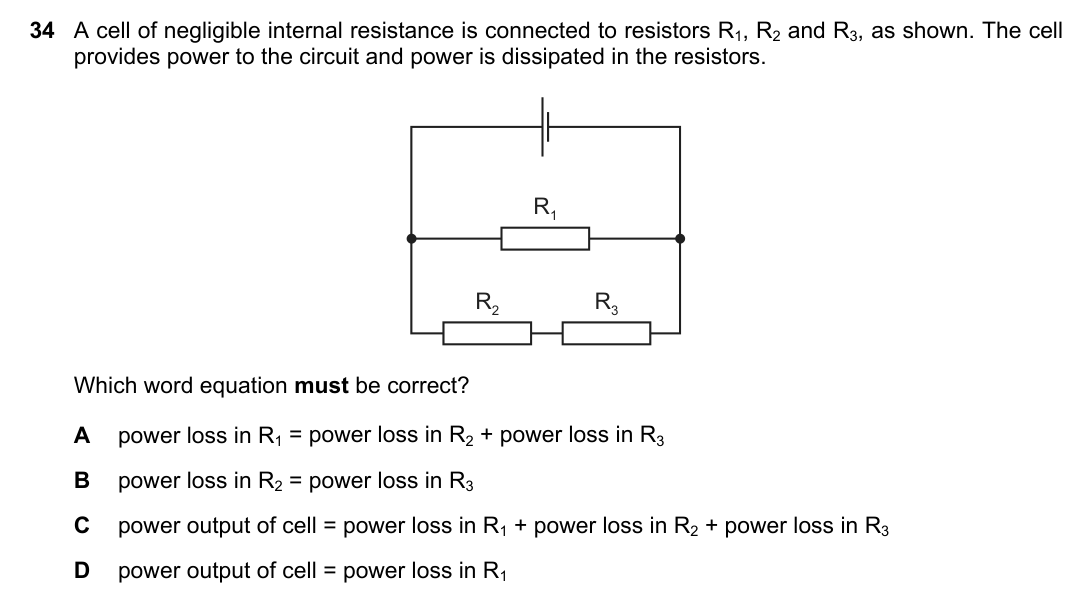 34 A cell of negligible internal resistance is connected to resistors R₁, R₂ and R₃, as shown. The cell
provides power to the circuit and power is dissipated in the resistors.
R₁
R₂ R₃
Which word equation must be correct?
A power loss in R₁ = power loss in R₂ + power loss in R₃
B power loss in R₂ = power loss in R₃
C power output of cell = power loss in R₁ + power loss in R₂ + power loss in R₃
D power output of cell = power loss in R₁